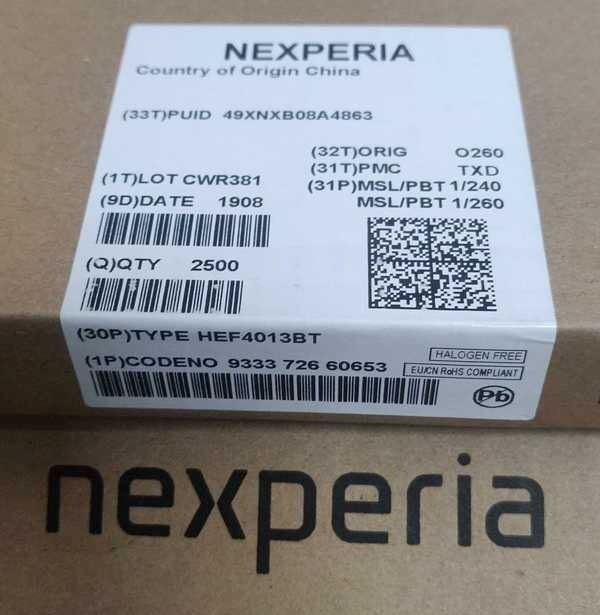 NEXPERIA
Country of Origin China
(33T)PUID 49XNXB08A4863
(32T)ORIG O260
(31T)PMC TXD
(1T)LOT CWR381
(31P)MSL/PBT 1/240
(9D)DATE 1908
MSL/PBT 1/260
(Q)QTY 2500
(30P)TYPE HEF4013BT
HALOGEN FREE
(1P)CODENO 9333 726 60653
EU/CN RoHS COMPLIANT
Pb
nexperia